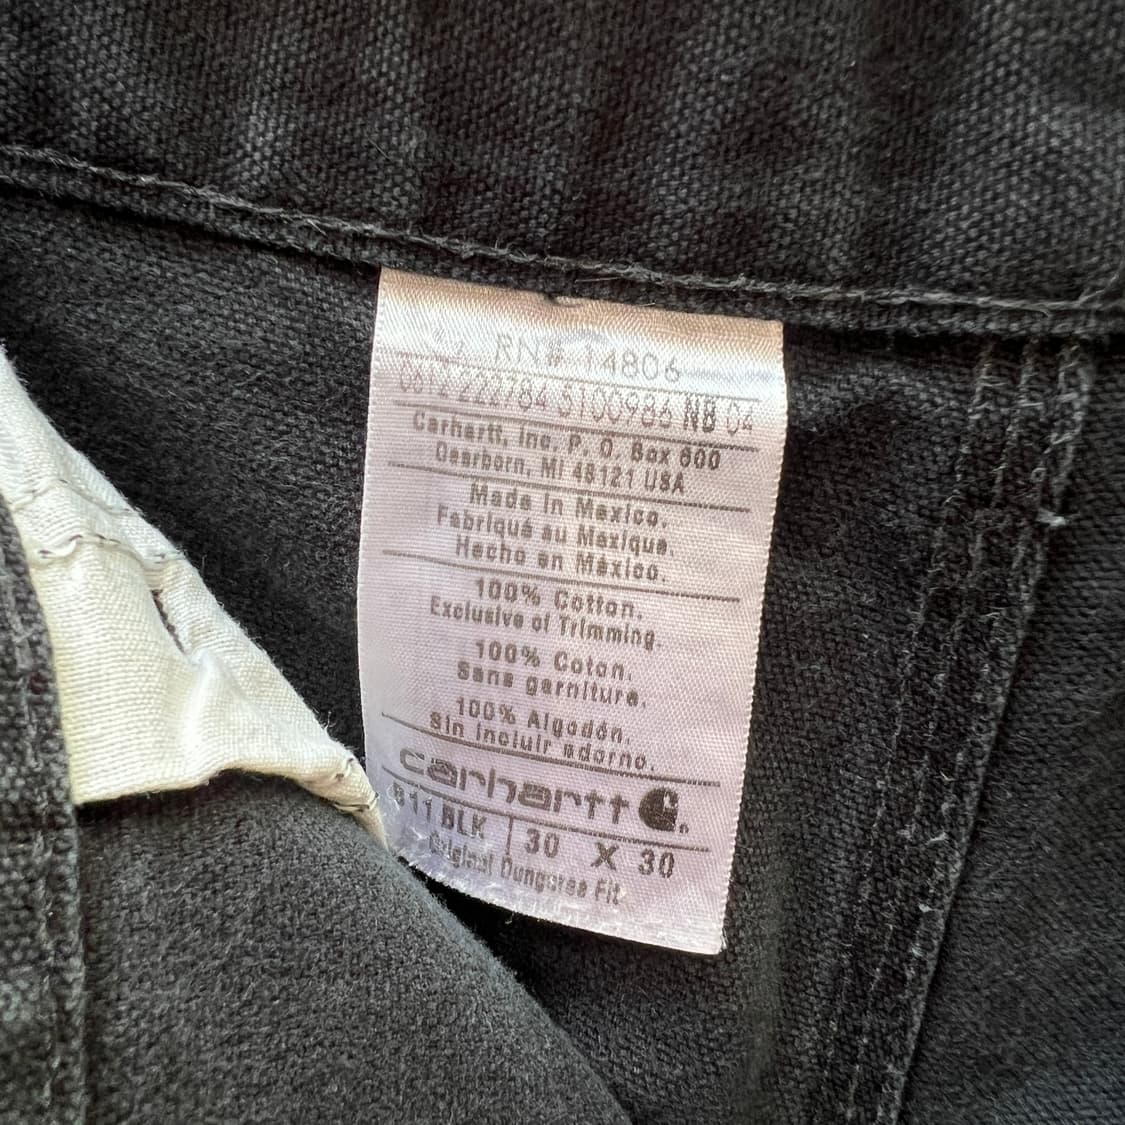 RN# 14806
0612 222784 5100986 NB 04
Carhartt, Inc. P. O. Box 600
Dearborn, MI 48121 USA
Made in Mexico.
Fabriqué au Mexique.
Hecho en México.
100% Cotton.
Exclusive of Trimming.
100% Coton.
Sans garniture.
100% Algodón.
sin incluir adorno.
carhartt
B11 BLK 30 X 30
Original Dungaree Fit